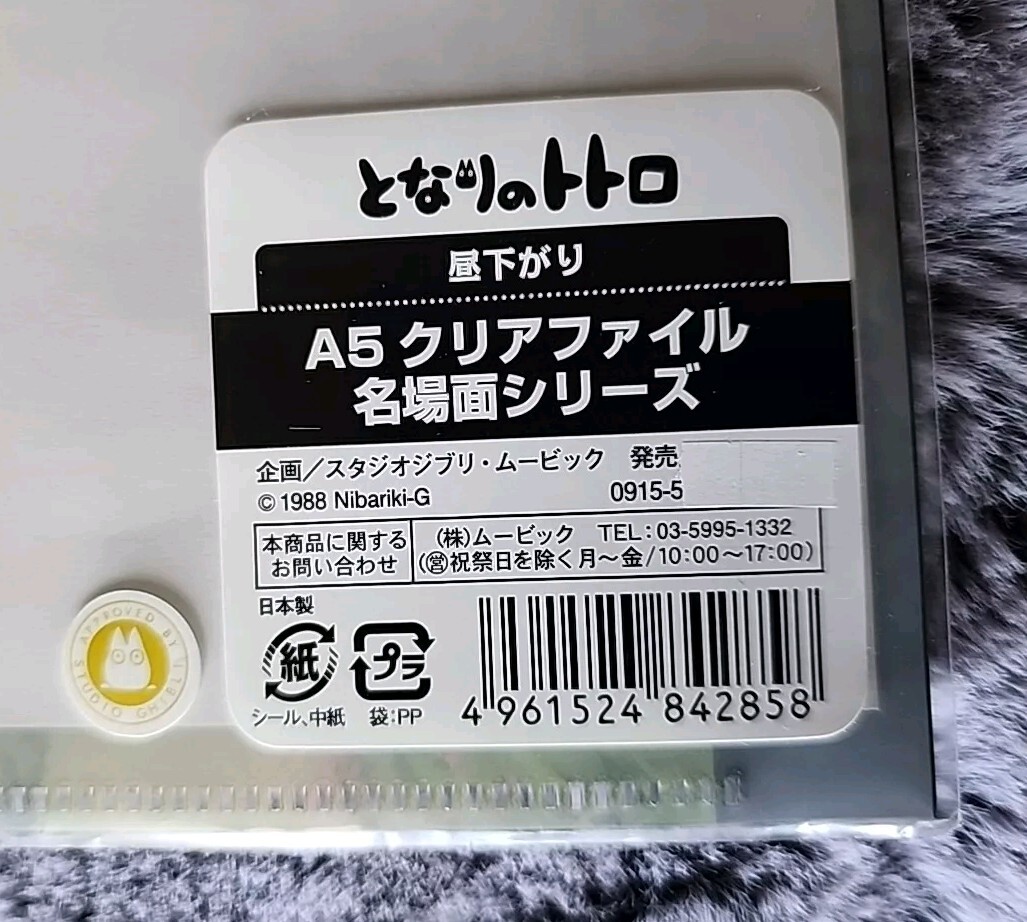 となりのトトロ
昼下がり
A5 クリアファイル
名場面シリーズ
企画／スタジオジブリ・ムービック 発売
© 1988 Nibariki-G 0915-5
本商品に関する
お問い合わせ
(株)ムービック TEL:03-5995-1332
(営祝祭日を除く月〜金/10:00〜17:00)
日本製
紙
プラ
シール、中紙 袋:PP
4 961524 842858
APPROVED BY STUDIO GHIBLI